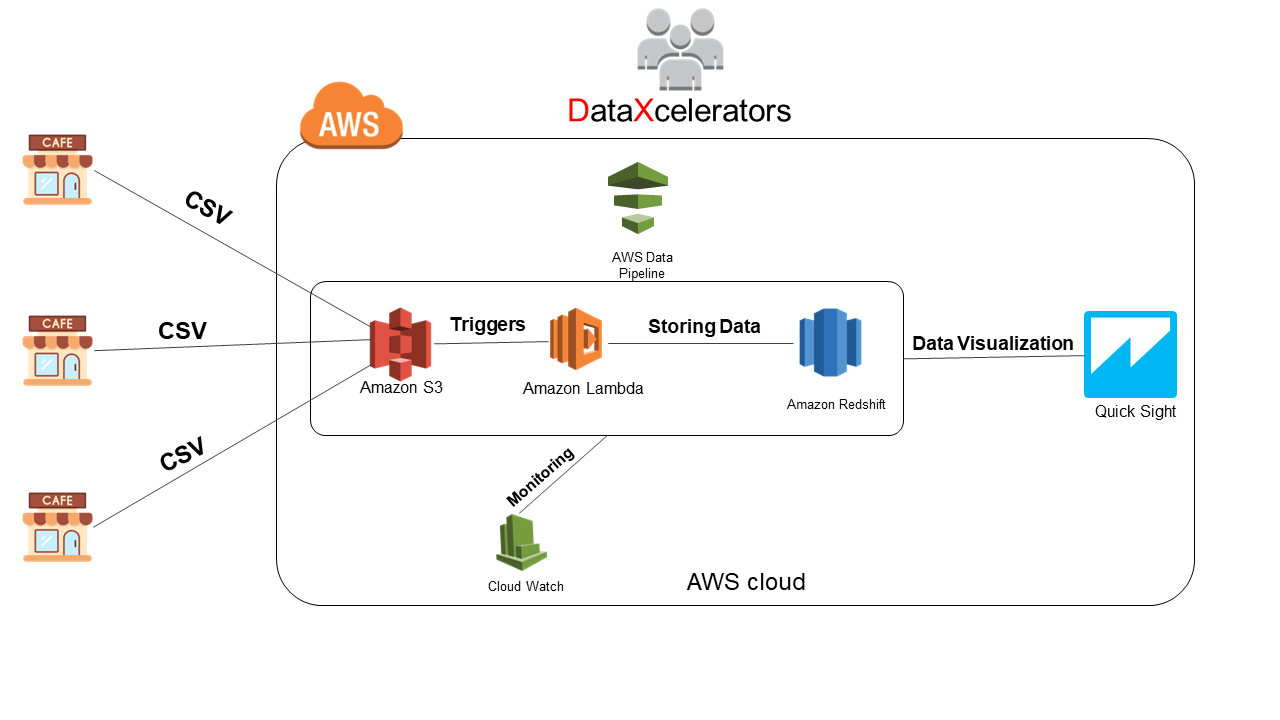 DataXcelerators
AWS
CAFE
CSV
AWS Data
Pipeline
CAFE
CSV
Triggers
Storing Data
Data Visualization
Amazon S3
Amazon Lambda
Amazon Redshift
Quick Sight
CSV
Monitoring
CAFE
Cloud Watch
AWS cloud